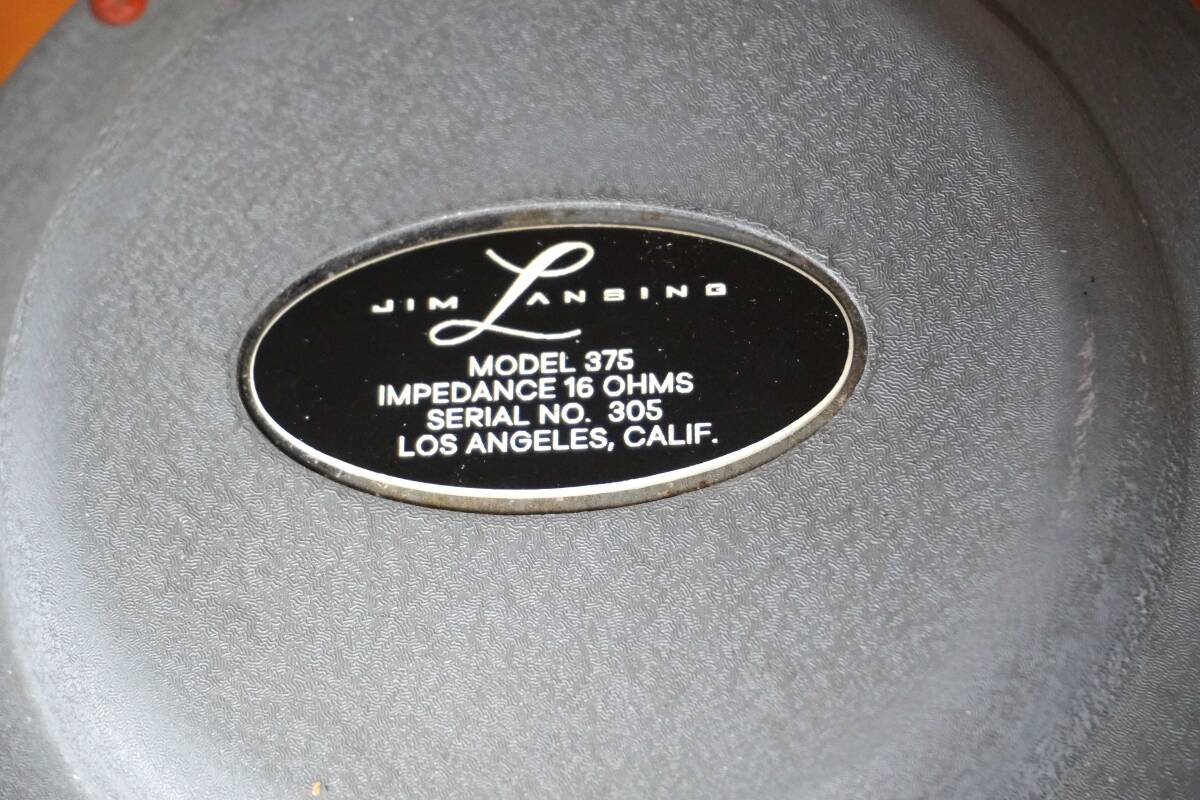 JIM LANSING
MODEL 375
IMPEDANCE 16 OHMS
SERIAL NO. 305
LOS ANGELES, CALIF.